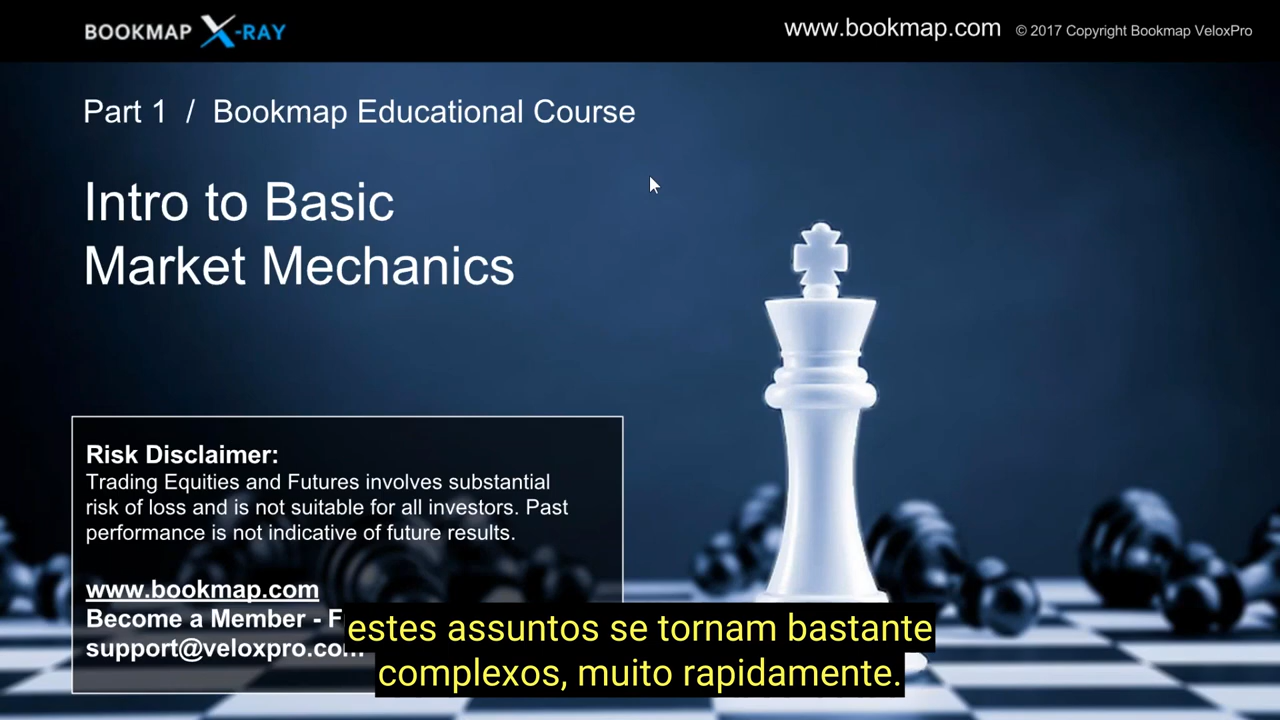 BOOKMAP X-RAY
www.bookmap.com © 2017 Copyright Bookmap VeloxPro
Part 1 / Bookmap Educational Course
Intro to Basic
Market Mechanics
Risk Disclaimer:
Trading Equities and Futures involves substantial
risk of loss and is not suitable for all investors. Past
performance is not indicative of future results.
www.bookmap.com
Become a Member - F
support@veloxpro.co
estes assuntos se tornam bastante
complexos, muito rapidamente.